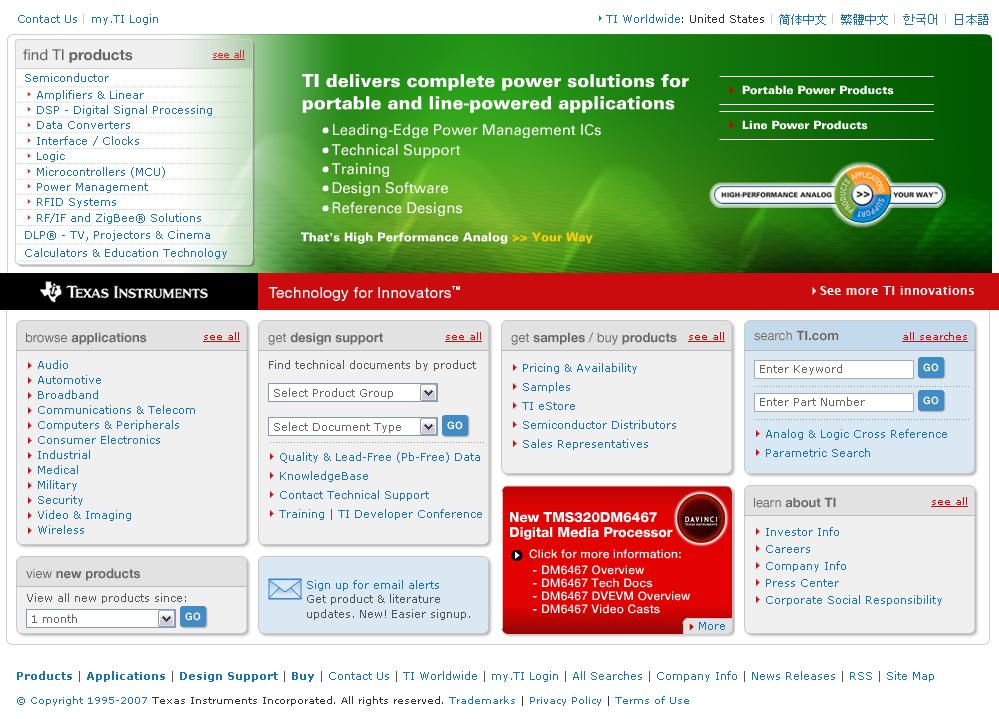 Contact Us | my.TI Login
TI Worldwide: United States | 简体中文 | 繁體中文 | 한국어 | 日本語
find TI products see all
Semiconductor
Amplifiers & Linear
DSP - Digital Signal Processing
Data Converters
Interface / Clocks
Logic
Microcontrollers (MCU)
Power Management
RFID Systems
RF/IF and ZigBee® Solutions
DLP® - TV, Projectors & Cinema
Calculators & Education Technology
TI delivers complete power solutions for
portable and line-powered applications
•Leading-Edge Power Management ICs
•Technical Support
•Training
•Design Software
•Reference Designs
That's High Performance Analog >> Your Way
Portable Power Products
Line Power Products
HIGH-PERFORMANCE ANALOG >> YOUR WAY™
PRODUCTS APPLICATIONS SUPPORT
TEXAS INSTRUMENTS
Technology for Innovators™
See more TI innovations
browse applications see all
Audio
Automotive
Broadband
Communications & Telecom
Computers & Peripherals
Consumer Electronics
Industrial
Medical
Military
Security
Video & Imaging
Wireless
view new products
View all new products since:
1 month GO
get design support see all
Find technical documents by product
Select Product Group
Select Document Type GO
Quality & Lead-Free (Pb-Free) Data
KnowledgeBase
Contact Technical Support
Training | TI Developer Conference
Sign up for email alerts
Get product & literature
updates. New! Easier signup.
get samples / buy products see all
Pricing & Availability
Samples
TI eStore
Semiconductor Distributors
Sales Representatives
New TMS320DM6467
Digital Media Processor
DAVINCI
TEXAS INSTRUMENTS
Click for more information:
- DM6467 Overview
- DM6467 Tech Docs
- DM6467 DVEVM Overview
- DM6467 Video Casts
More
search TI.com all searches
Enter Keyword GO
Enter Part Number GO
Analog & Logic Cross Reference
Parametric Search
learn about TI see all
Investor Info
Careers
Company Info
Press Center
Corporate Social Responsibility
Products | Applications | Design Support | Buy | Contact Us | TI Worldwide | my.TI Login | All Searches | Company Info | News Releases | RSS | Site Map
© Copyright 1995-2007 Texas Instruments Incorporated. All rights reserved. Trademarks | Privacy Policy | Terms of Use